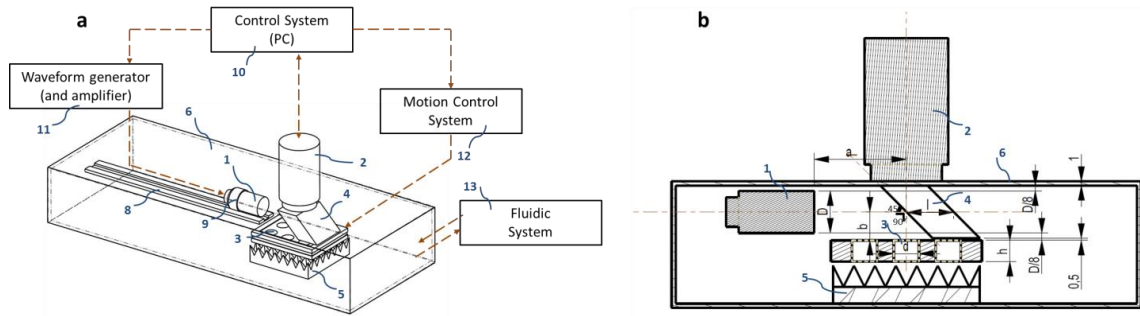 a
Control System
(PC)
10
Waveform generator
(and amplifier)
11
Motion Control
System
12
6
1
2
4
8
9
3
5
13
Fluidic
System
b
2
a
6
1
1
D
b
45
90
l
4
D/8
3
d
h
D/8
0,5
5